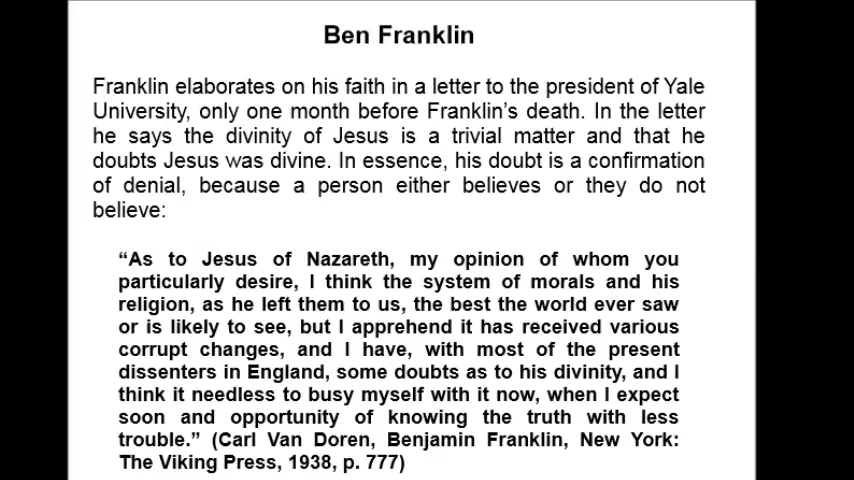 Ben Franklin
Franklin elaborates on his faith in a letter to the president of Yale
University, only one month before Franklin's death. In the letter
he says the divinity of Jesus is a trivial matter and that he
doubts Jesus was divine. In essence, his doubt is a confirmation
of denial, because a person either believes or they do not
believe:
“As to Jesus of Nazareth, my opinion of whom you
particularly desire, I think the system of morals and his
religion, as he left them to us, the best the world ever saw
or is likely to see, but I apprehend it has received various
corrupt changes, and I have, with most of the present
dissenters in England, some doubts as to his divinity, and I
think it needless to busy myself with it now, when I expect
soon and opportunity of knowing the truth with less
trouble.” (Carl Van Doren, Benjamin Franklin, New York:
The Viking Press, 1938, p. 777)